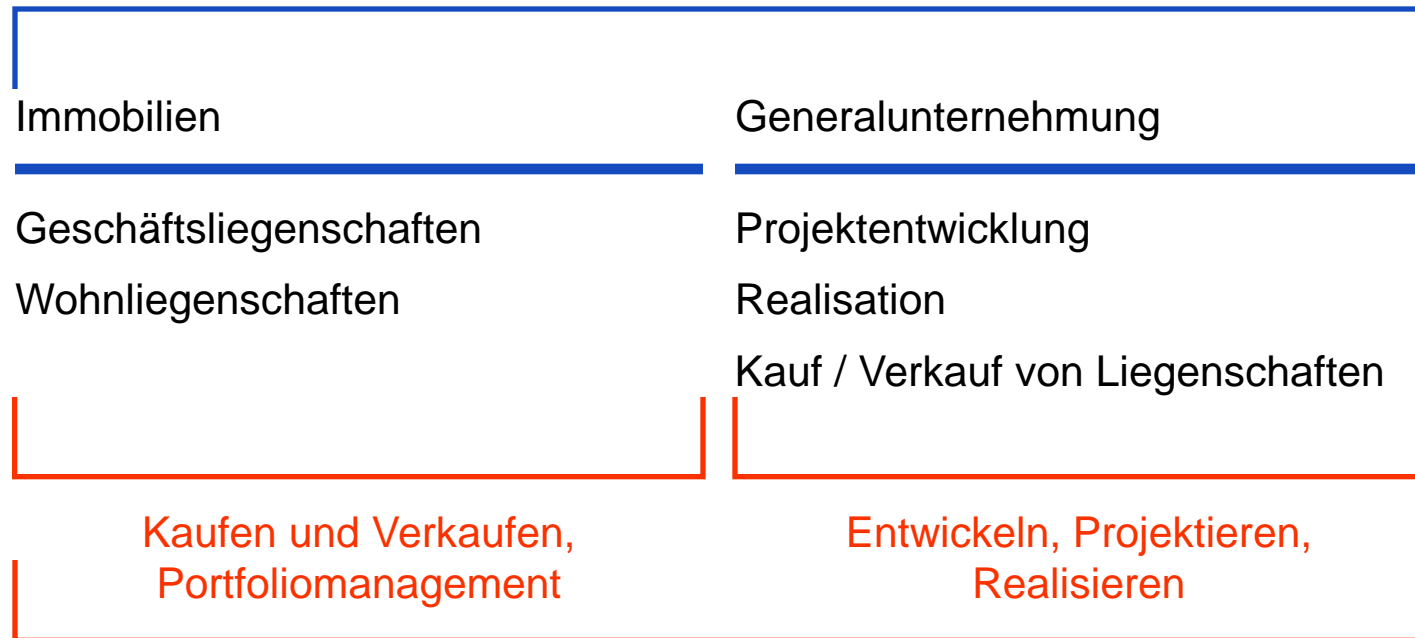 Immobilien
Geschäftsliegenschaften
Wohnliegenschaften
Kaufen und Verkaufen,
Portfoliomanagement
Generalunternehmung
Projektentwicklung
Realisation
Kauf / Verkauf von Liegenschaften
Entwickeln, Projektieren,
Realisieren